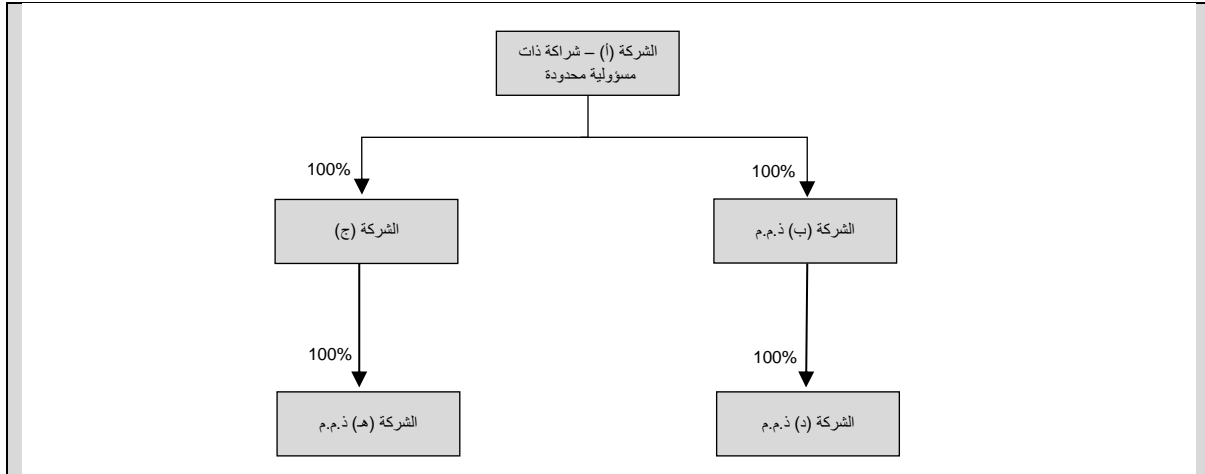 الشركة (أ) – شراكة ذات
مسؤولية محدودة
100%
100%
الشركة (ب) ذ.م.م
الشركة (ج)
100%
100%
الشركة (د) ذ.م.م
الشركة (هـ) ذ.م.م